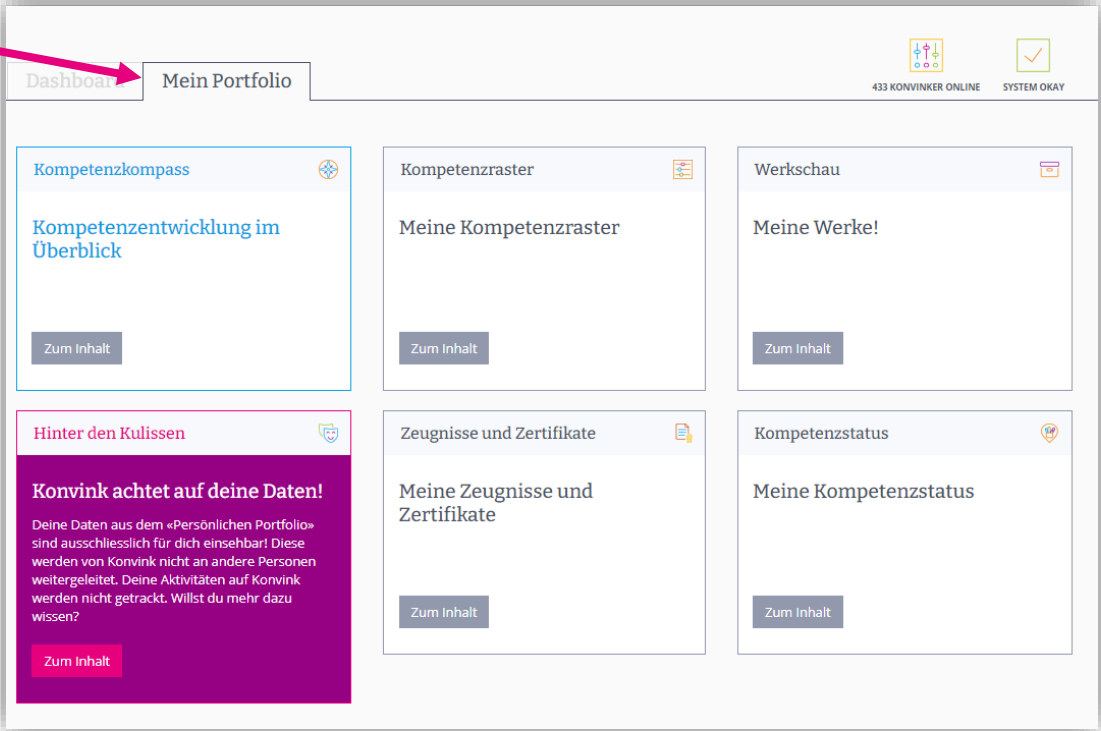 Dashboard
Mein Portfolio
433 KONVINKER ONLINE
SYSTEM OKAY
Kompetenzkompass
Kompetenzentwicklung im
Überblick
Zum Inhalt
Kompetenzraster
Meine Kompetenzraster
Zum Inhalt
Werkschau
Meine Werke!
Zum Inhalt
Hinter den Kulissen
Konvink achtet auf deine Daten!
Deine Daten aus dem «Persönlichen Portfolio»
sind ausschliesslich für dich einsehbar! Diese
werden von Konvink nicht an andere Personen
weitergeleitet. Deine Aktivitäten auf Konvink
werden nicht getrackt. Willst du mehr dazu
wissen?
Zum Inhalt
Zeugnisse und Zertifikate
Meine Zeugnisse und
Zertifikate
Zum Inhalt
Kompetenzstatus
Meine Kompetenzstatus
Zum Inhalt